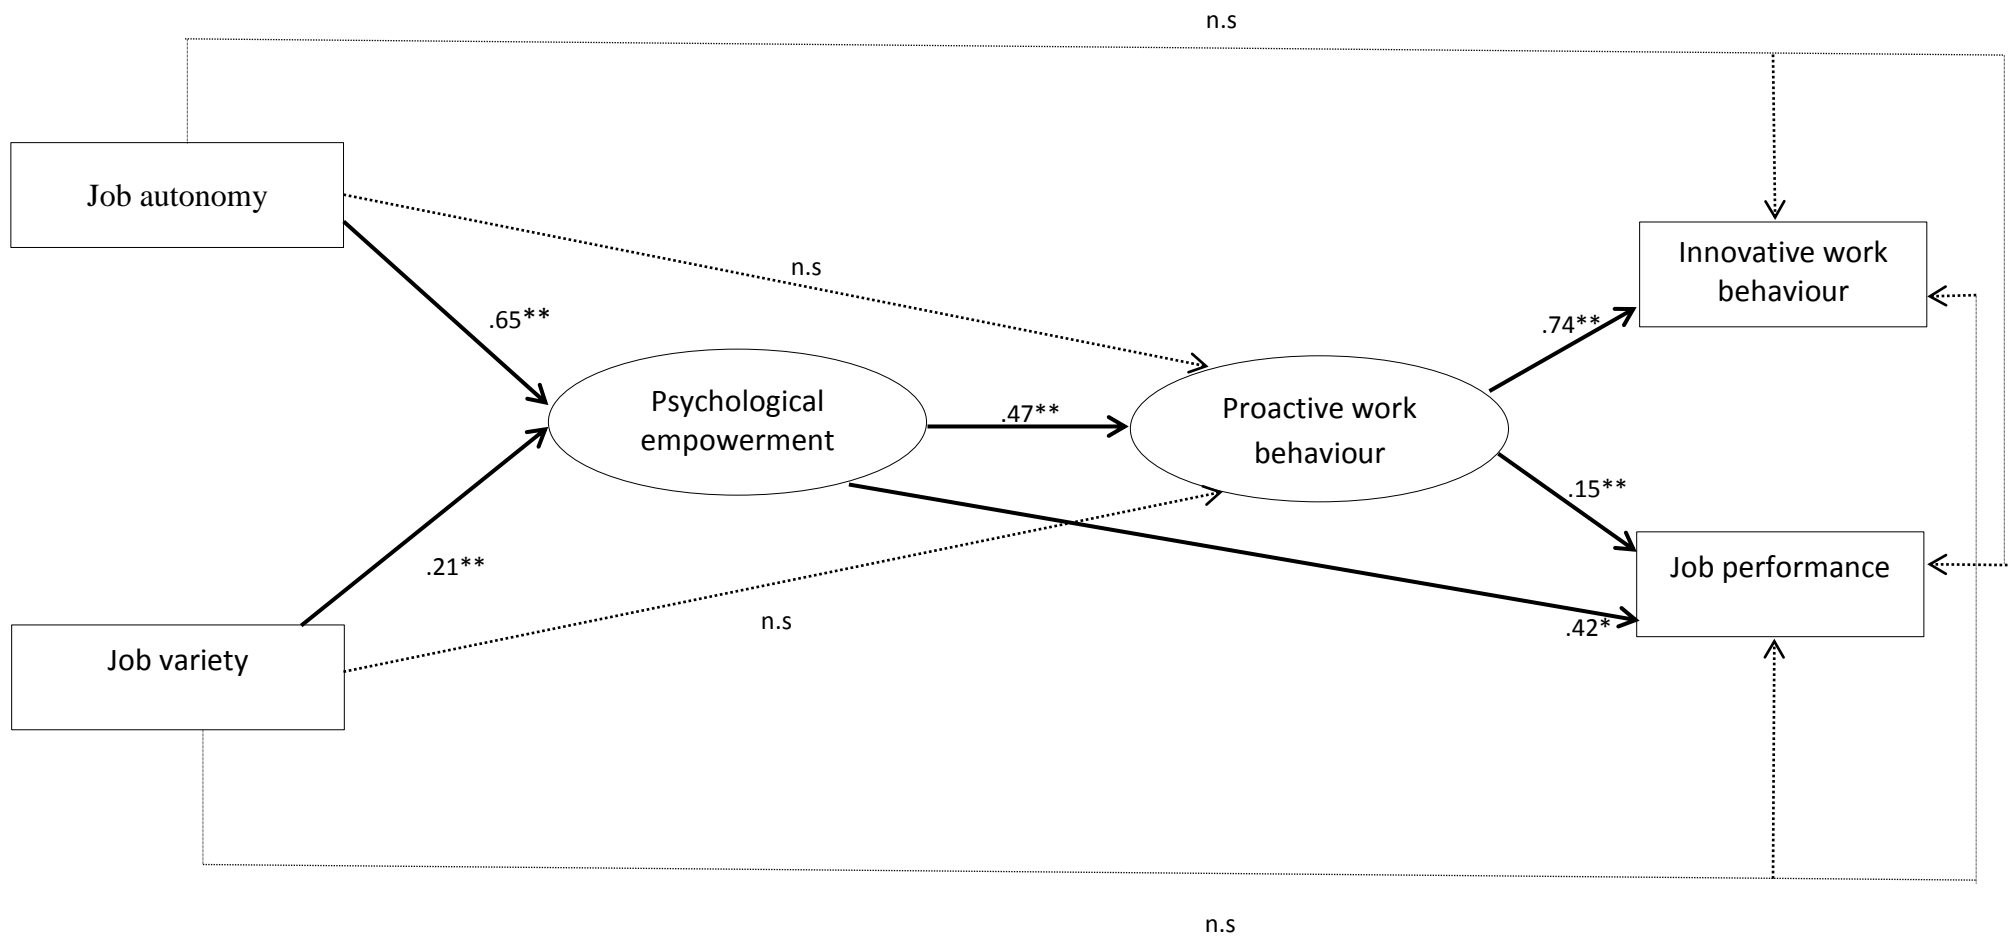 n.s
Job autonomy
Innovative work
behaviour
n.s
.65**
.74**
Psychological
empowerment
.47**
Proactive work
behaviour
.15**
.21**
Job performance
n.s
.42*
Job variety
n.s